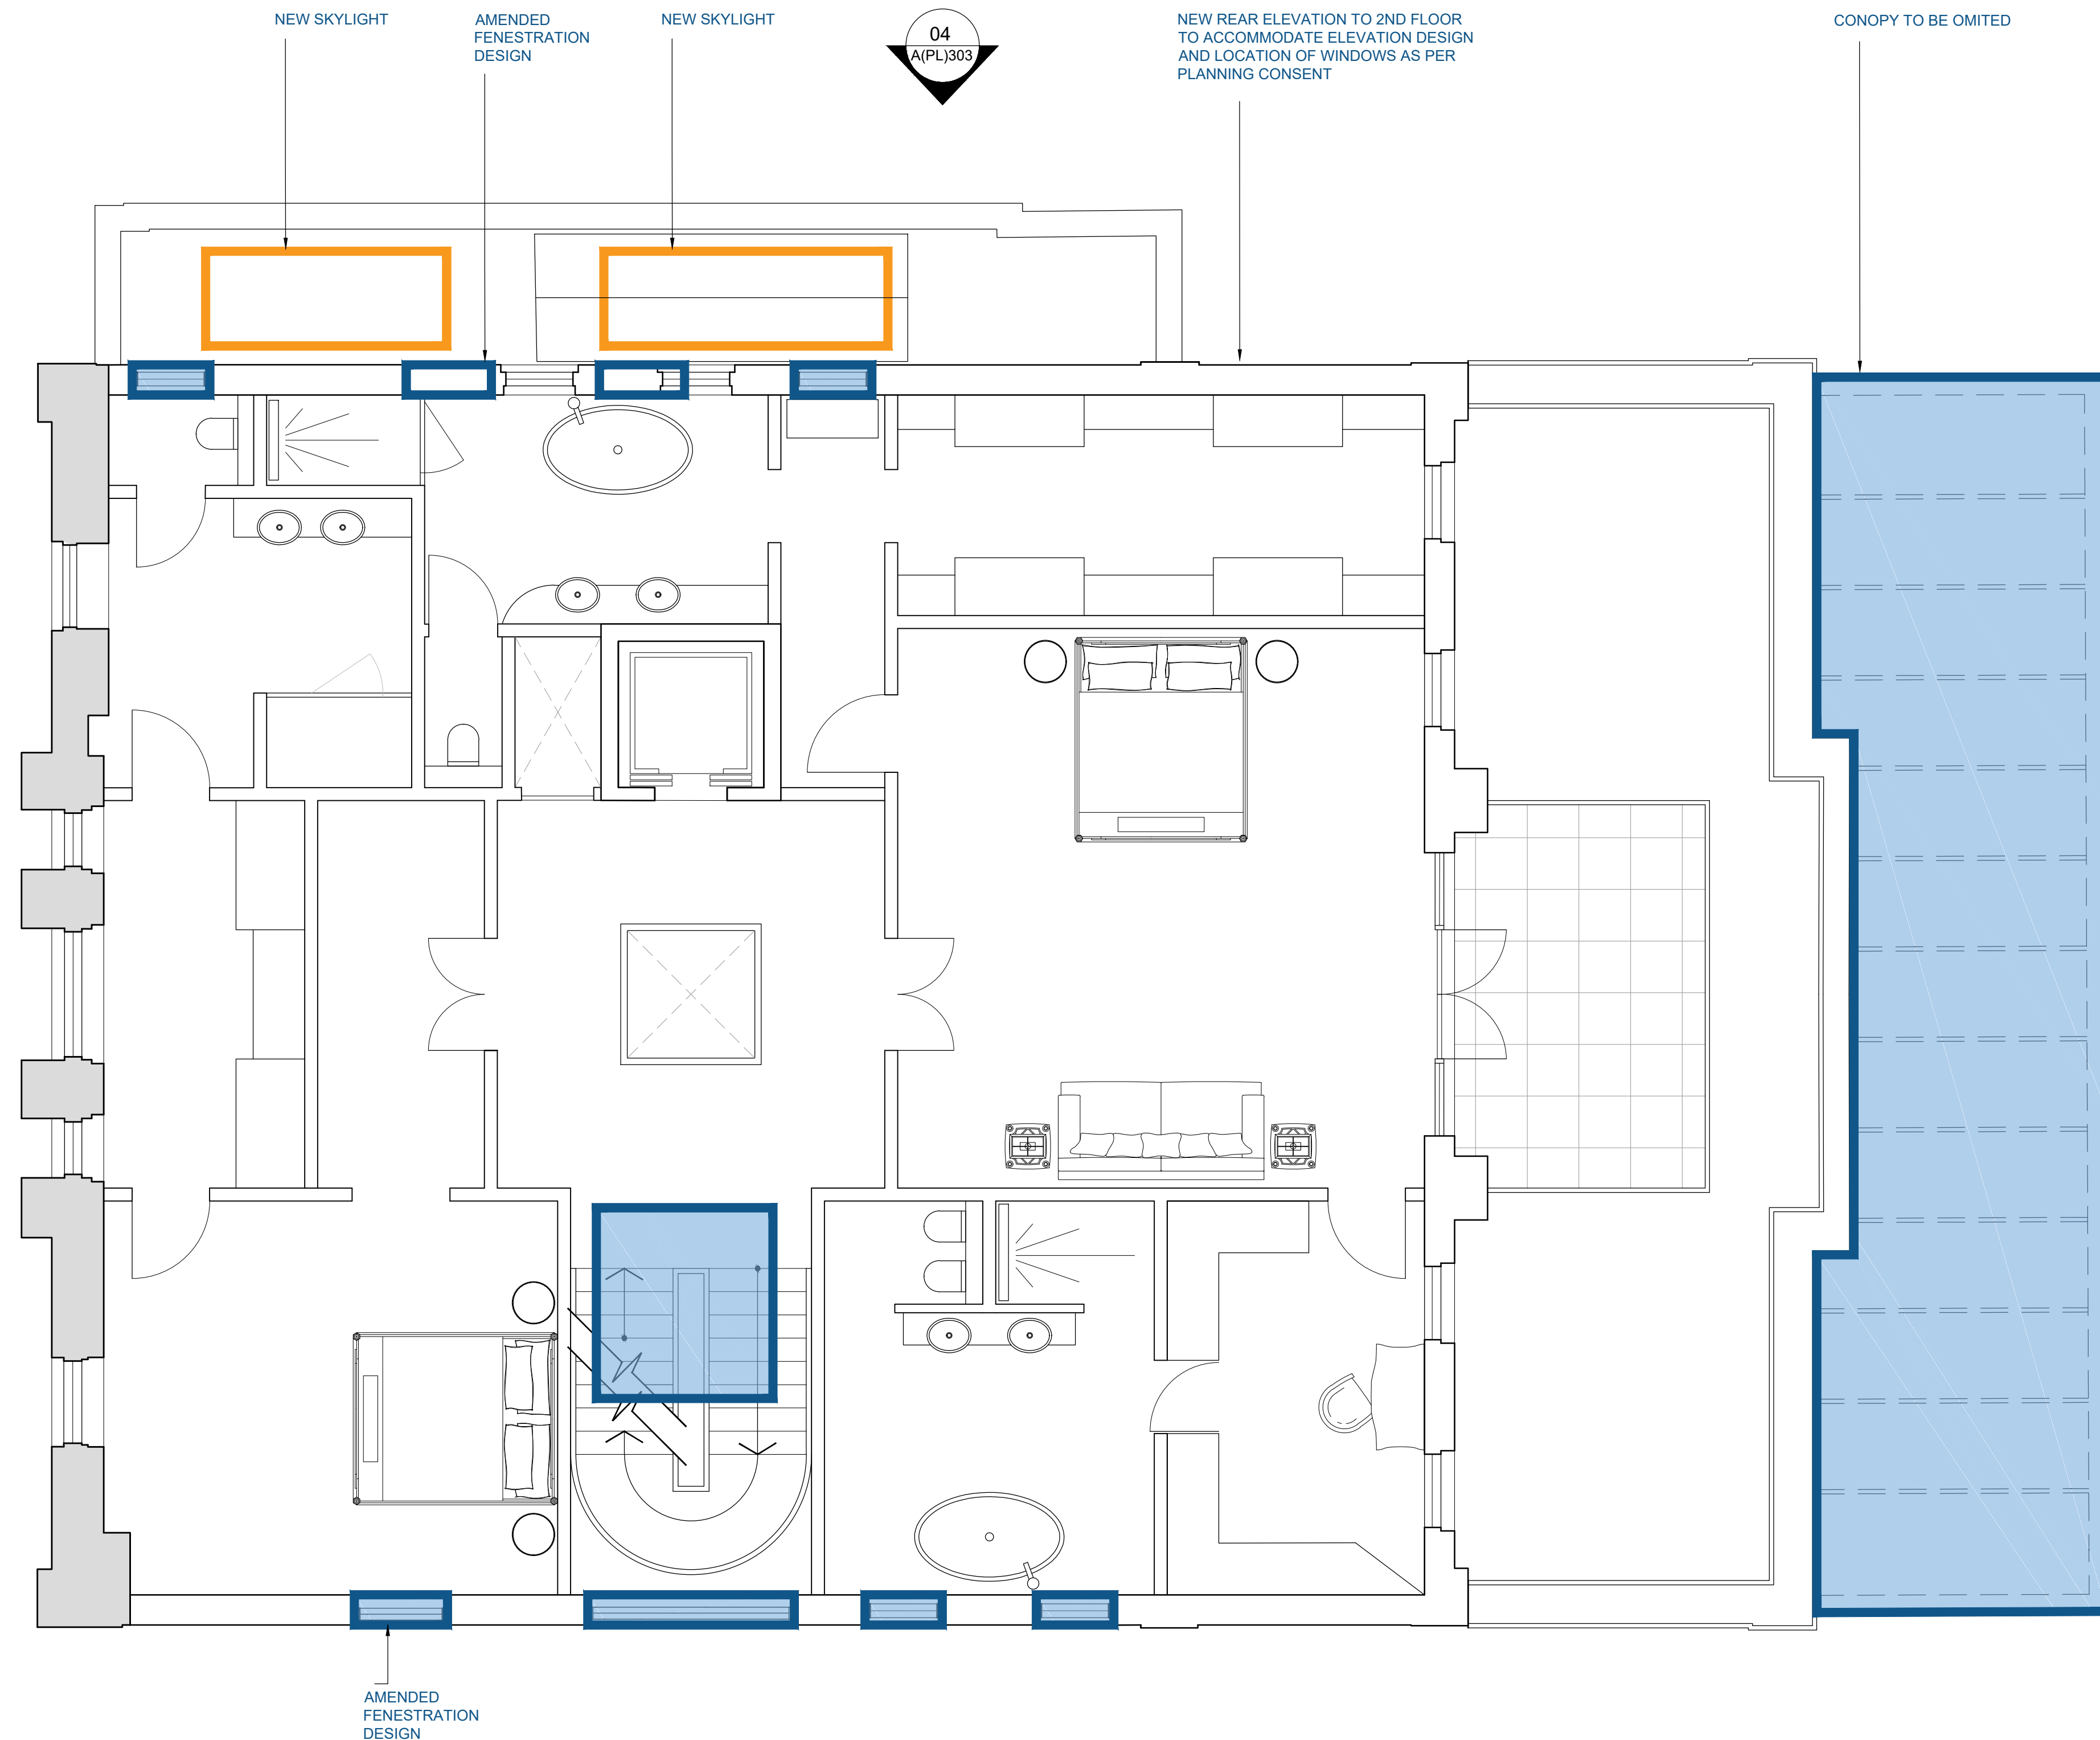 NEW SKYLIGHT
AMENDED
FENESTRATION
DESIGN
NEW SKYLIGHT
04
A(PL)303
NEW REAR ELEVATION TO 2ND FLOOR
TO ACCOMMODATE ELEVATION DESIGN
AND LOCATION OF WINDOWS AS PER
PLANNING CONSENT
CONOPY TO BE OMITED
AMENDED
FENESTRATION
DESIGN